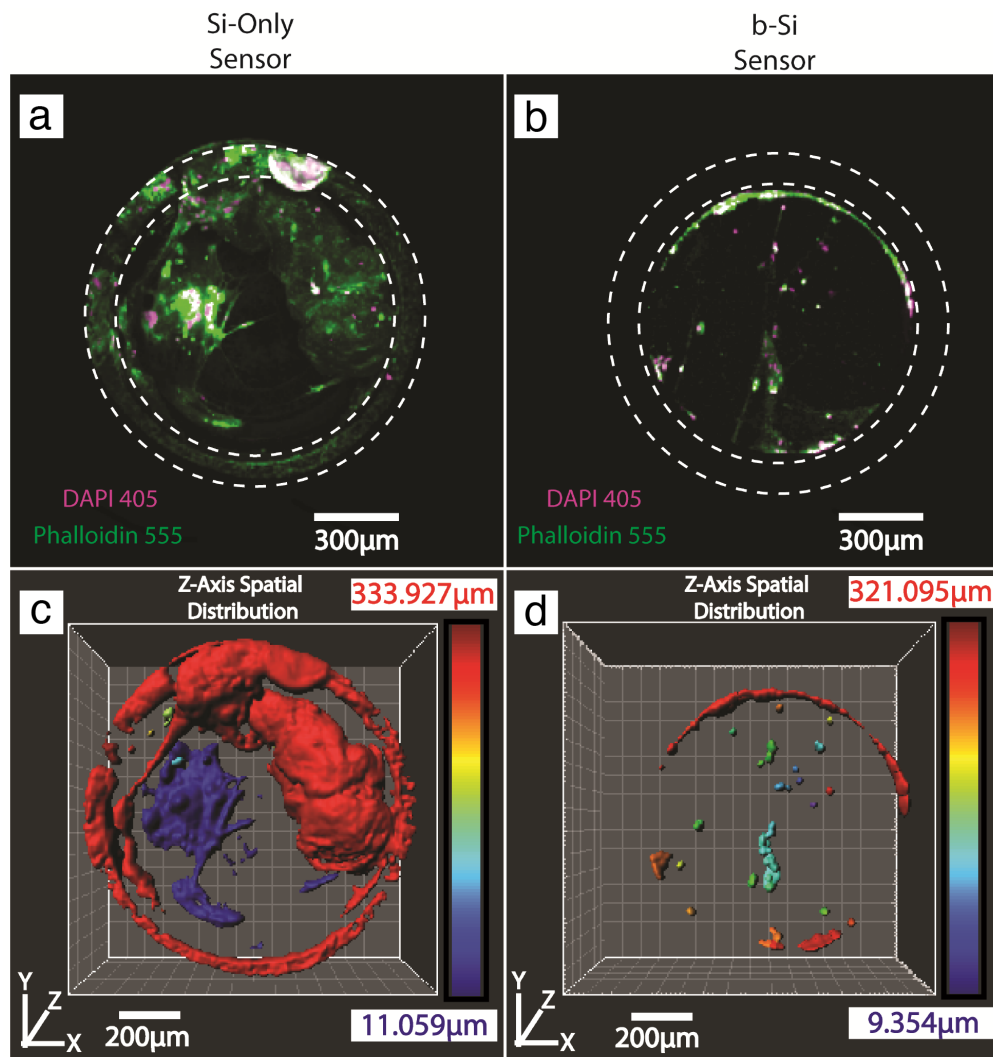 Si-Only
Sensor
b-Si
Sensor
a
DAPI 405
Phalloidin 555
300μm
b
DAPI 405
Phalloidin 555
300μm
c
Z-Axis Spatial
Distribution
333.927μm
Y
Z
X
200μm
11.059μm
d
Z-Axis Spatial
Distribution
321.095μm
Y
Z
X
200μm
9.354μm